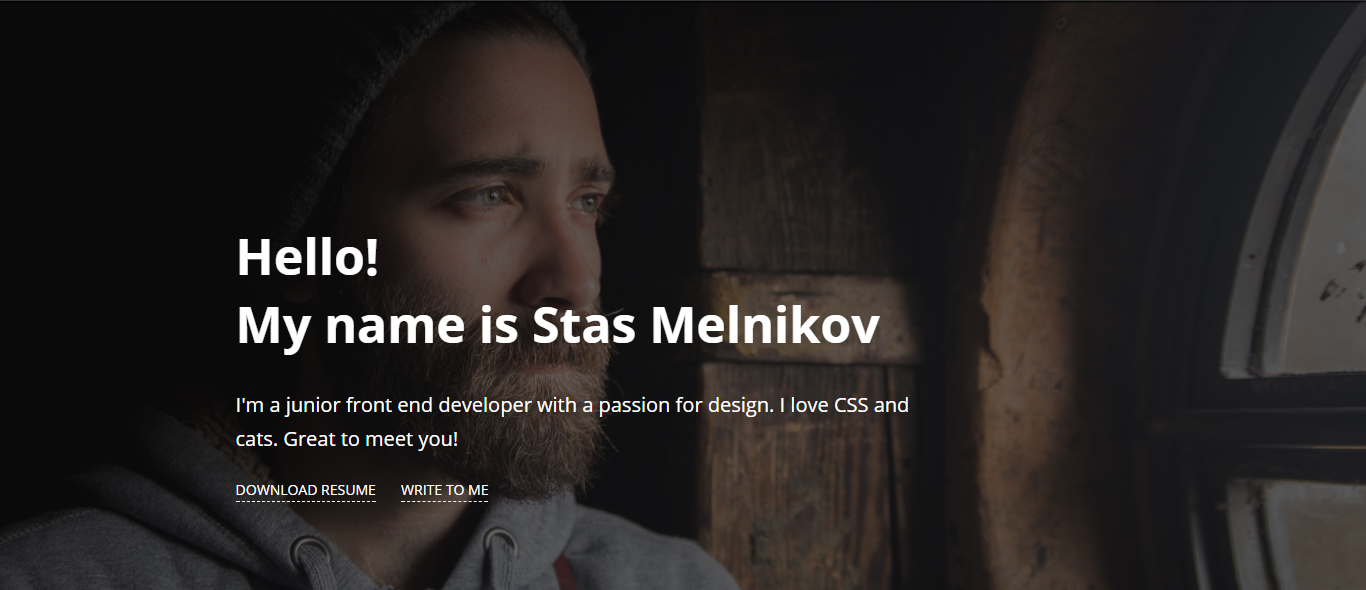 Hello!
My name is Stas Melnikov
I'm a junior front end developer with a passion for design. I love CSS and
cats. Great to meet you!
DOWNLOAD RESUME WRITE TO ME